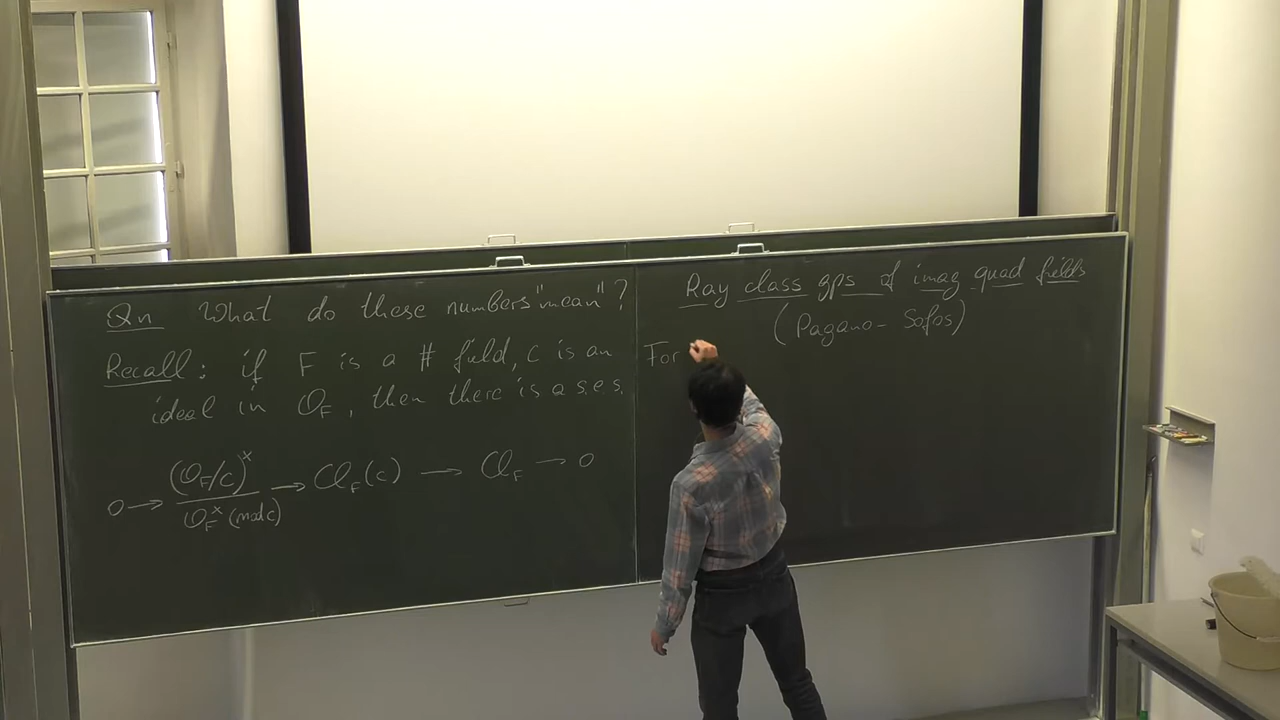 Qn What do these numbers "mean"?
Recall: if F is a # field, c is an
ideal in O_F, then there is a s.e.s.
0 → (O_F/c)^× / O_F^× (mod c) → Cl_F(c) → Cl_F → 0
Ray class gps of imag quad fields
(Pagano - Sofos)
For